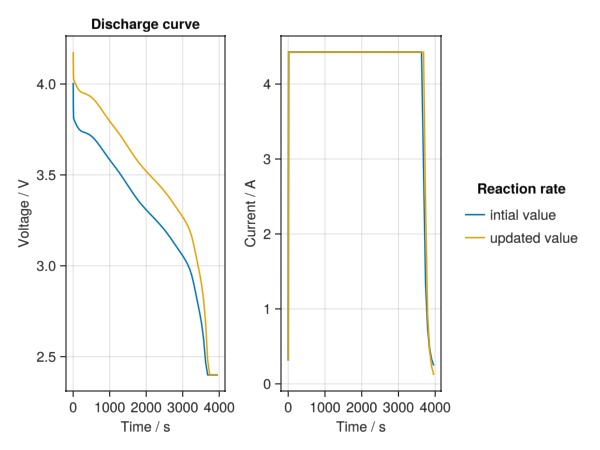 Discharge curve
Voltage / V
4.0
3.5
3.0
2.5
0 1000 2000 3000 4000
Time / s
Current / A
4
3
2
1
0
0 1000 2000 3000 4000
Time / s
Reaction rate
intial value
updated value